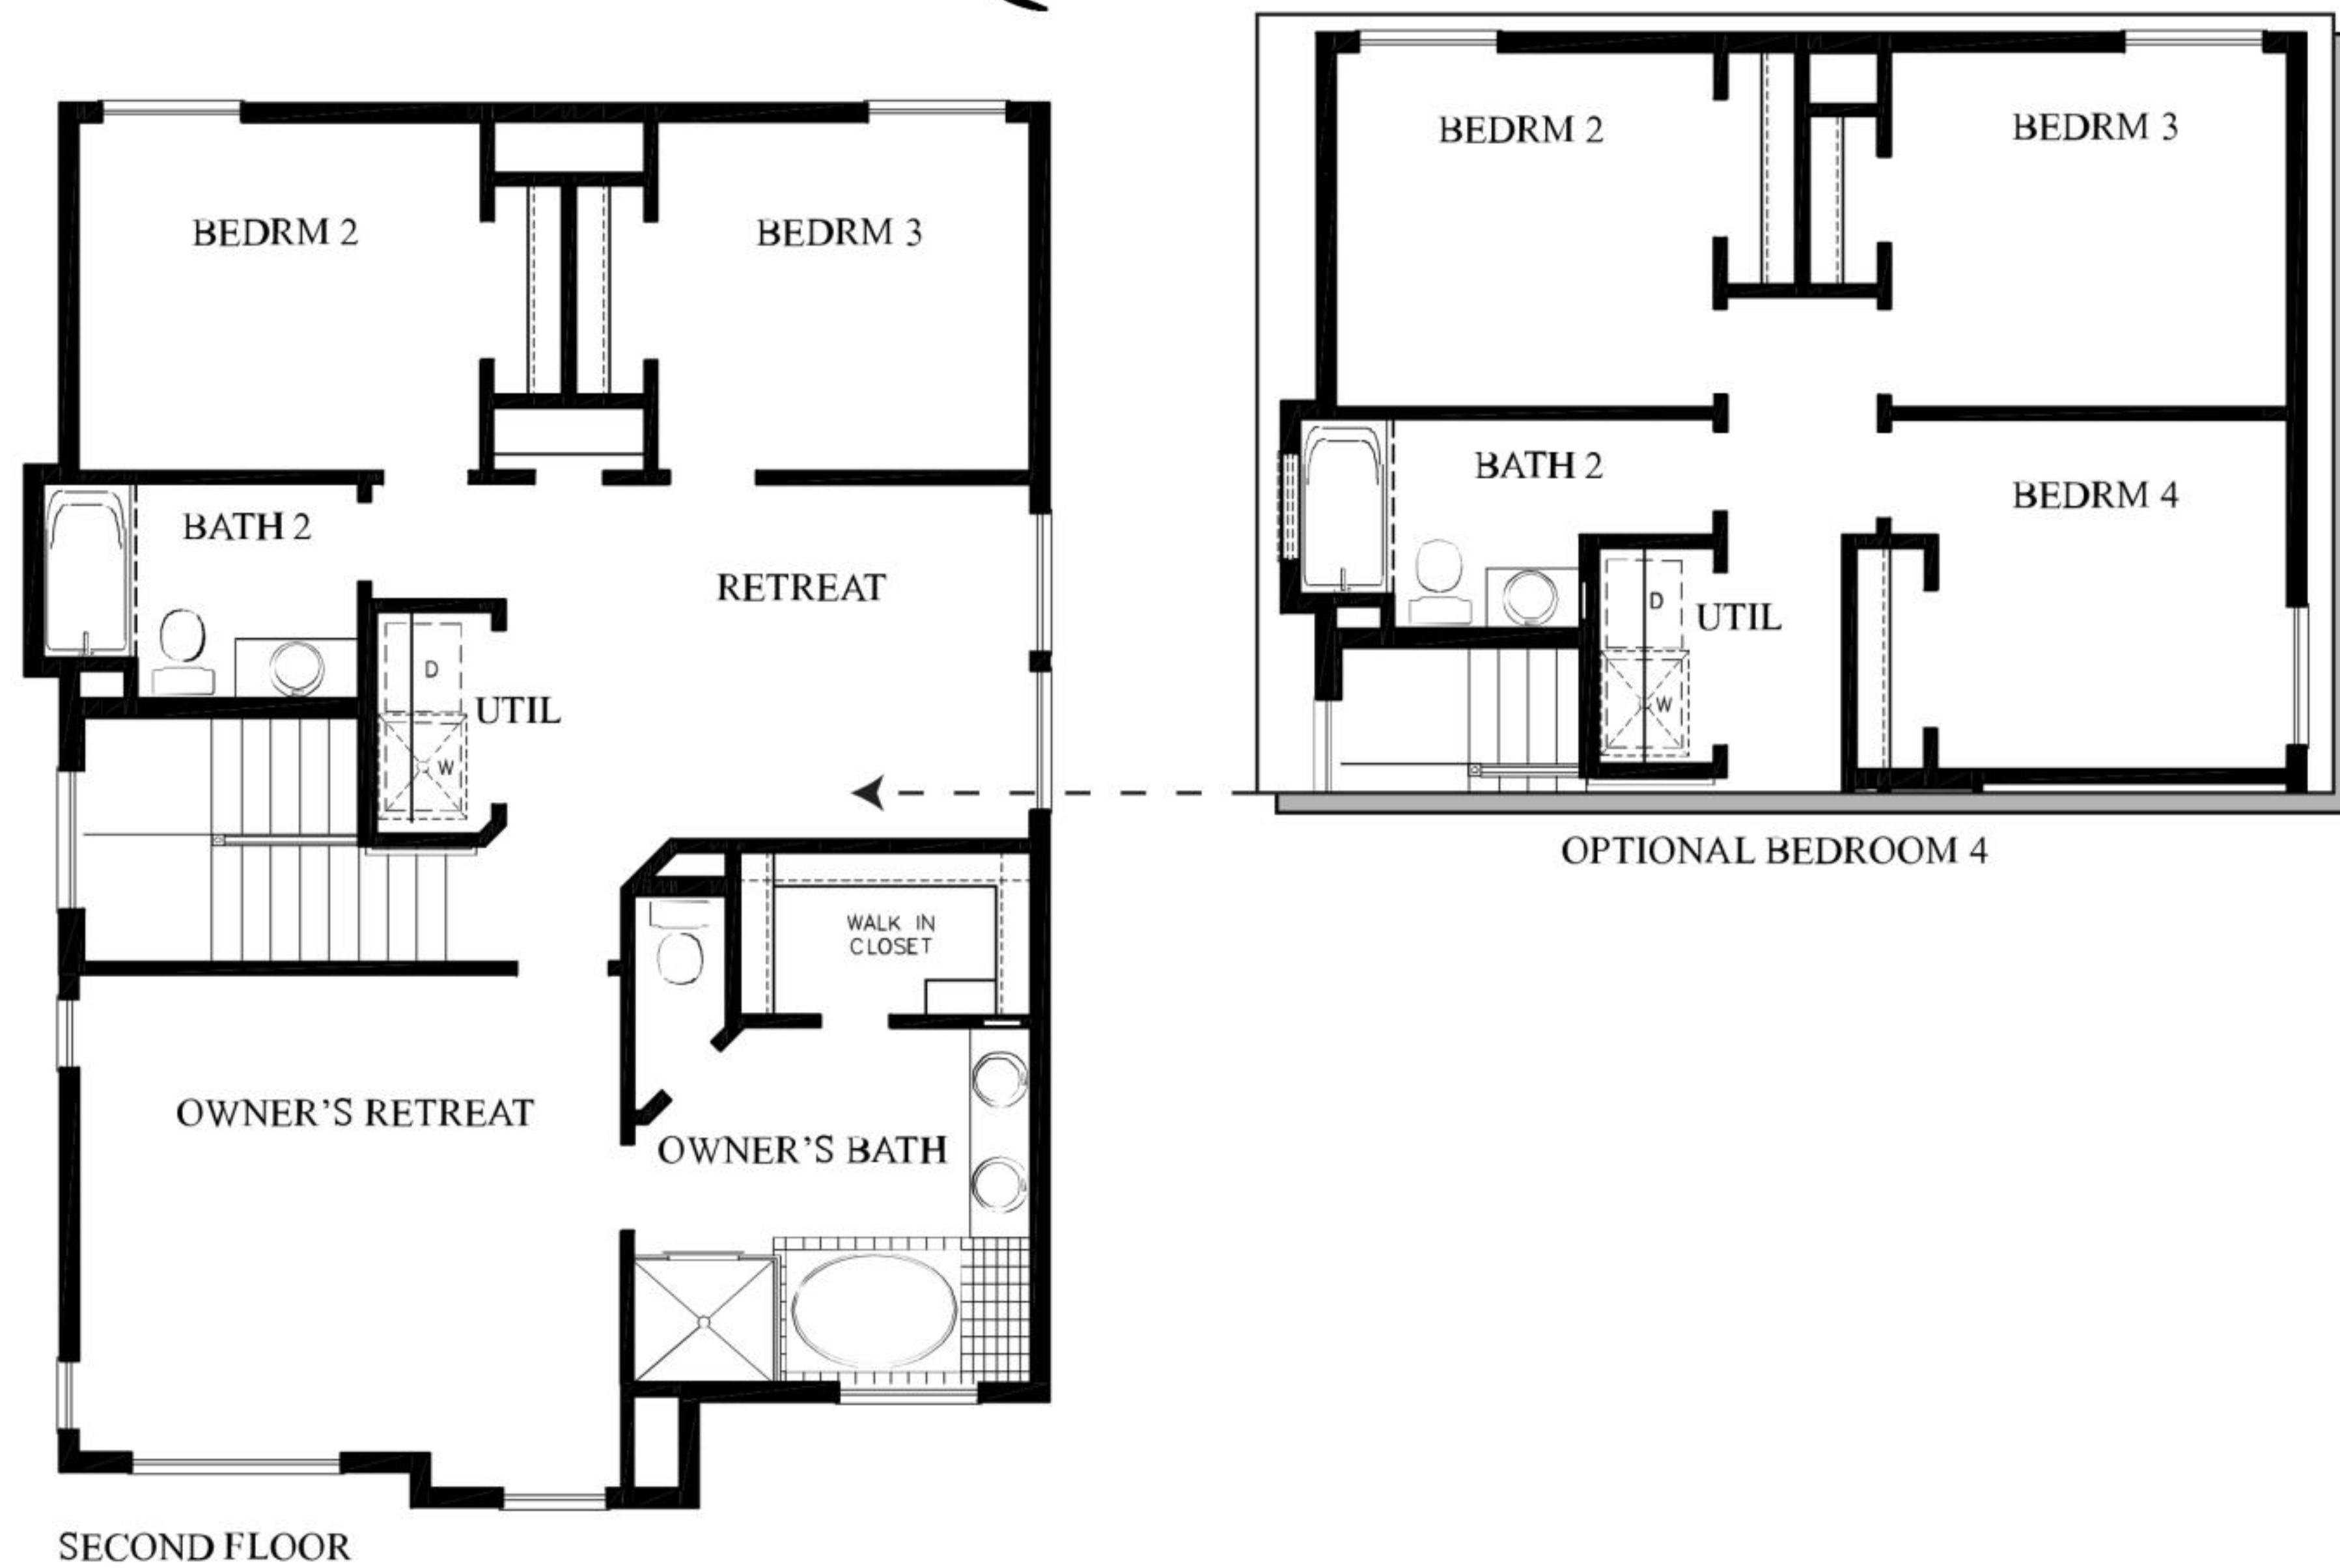 BEDRM 2
BEDRM 3
BATH 2
RETREAT
D
UTIL
W
WALK IN
CLOSET
OWNER'S RETREAT
OWNER'S BATH
SECOND FLOOR
BEDRM 2
BEDRM 3
BATH 2
BEDRM 4
D
UTIL
W
OPTIONAL BEDROOM 4